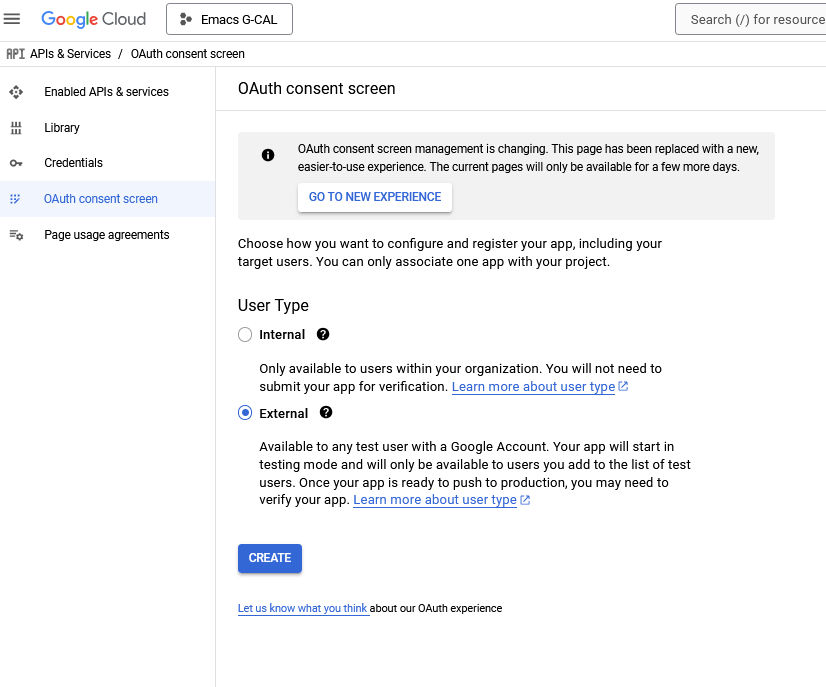 Google Cloud
Emacs G-CAL
Search (/) for resource
API APIs & Services / OAuth consent screen
Enabled APIs & services
Library
Credentials
OAuth consent screen
Page usage agreements
OAuth consent screen
OAuth consent screen management is changing. This page has been replaced with a new,
easier-to-use experience. The current pages will only be available for a few more days.
GO TO NEW EXPERIENCE
Choose how you want to configure and register your app, including your
target users. You can only associate one app with your project.
User Type
Internal
Only available to users within your organization. You will not need to
submit your app for verification. Learn more about user type
External
Available to any test user with a Google Account. Your app will start in
testing mode and will only be available to users you add to the list of test
users. Once your app is ready to push to production, you may need to
verify your app. Learn more about user type
CREATE
Let us know what you think about our OAuth experience